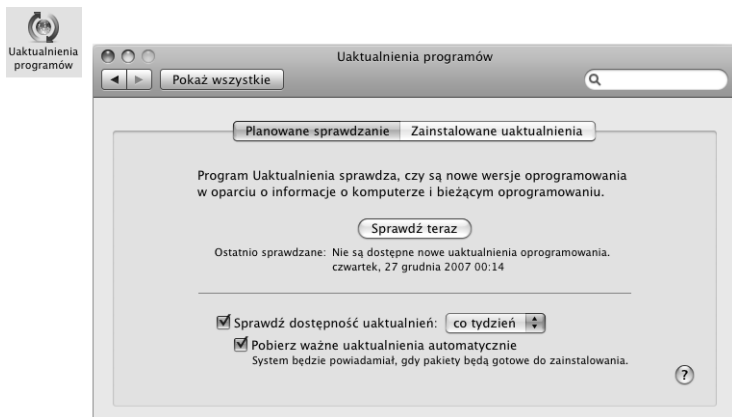 Uaktualnienia
programów
Uaktualnienia programów
Pokaż wszystkie
Planowane sprawdzanie Zainstalowane uaktualnienia
Program Uaktualnienia sprawdza, czy są nowe wersje oprogramowania
w oparciu o informacje o komputerze i bieżącym oprogramowaniu.
Sprawdź teraz
Ostatnio sprawdzane: Nie są dostępne nowe uaktualnienia oprogramowania.
czwartek, 27 grudnia 2007 00:14
Sprawdź dostępność uaktualnień: co tydzień
Pobierz ważne uaktualnienia automatycznie
System będzie powiadamiał, gdy pakiety będą gotowe do zainstalowania.
?